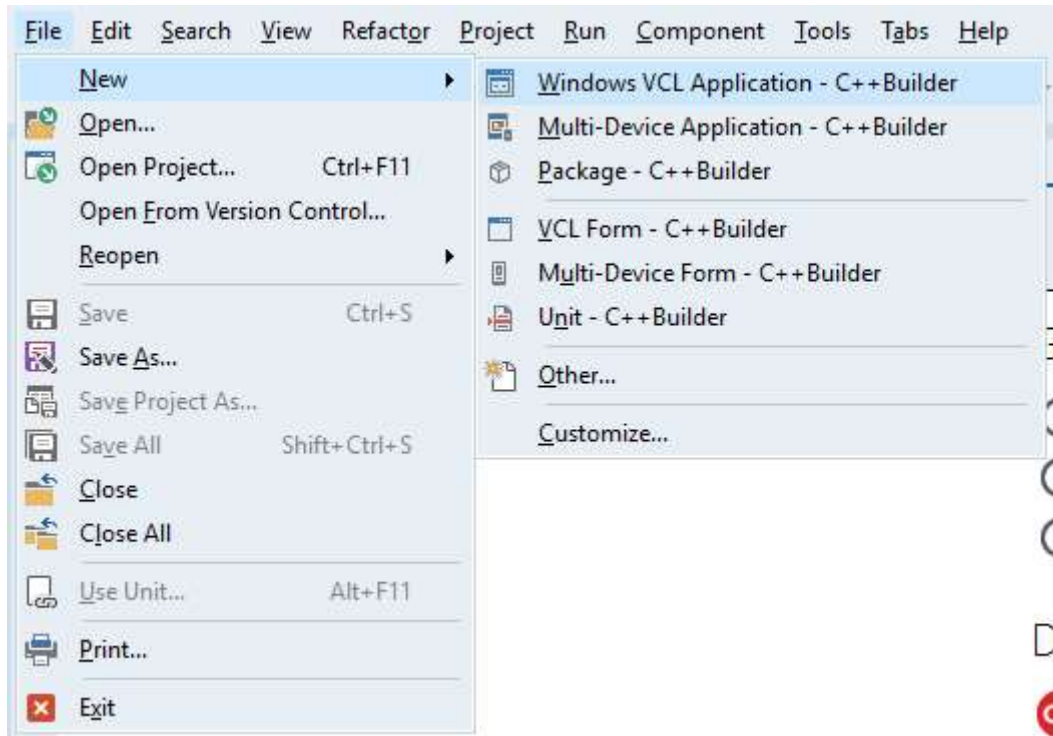 File Edit Search View Refactor Project Run Component Tools Tabs Help
New
Open...
Open Project... Ctrl+F11
Open From Version Control...
Reopen
Save Ctrl+S
Save As...
Save Project As...
Save All Shift+Ctrl+S
Close
Close All
Use Unit... Alt+F11
Print...
Exit
Windows VCL Application - C++Builder
Multi-Device Application - C++Builder
Package - C++Builder
VCL Form - C++Builder
Multi-Device Form - C++Builder
Unit - C++Builder
Other...
Customize...
D